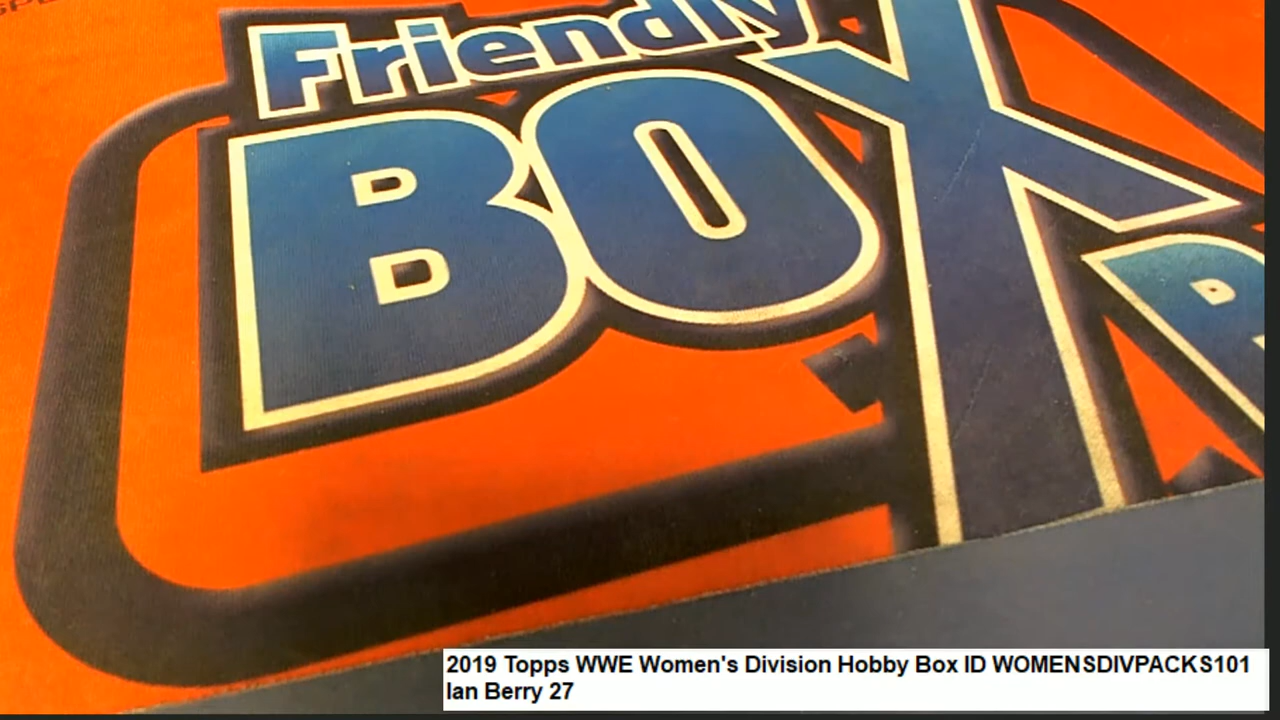 Friendly
BOX
2019 Topps WWE Women's Division Hobby Box ID WOMENSDIVPACKS101
Ian Berry 27